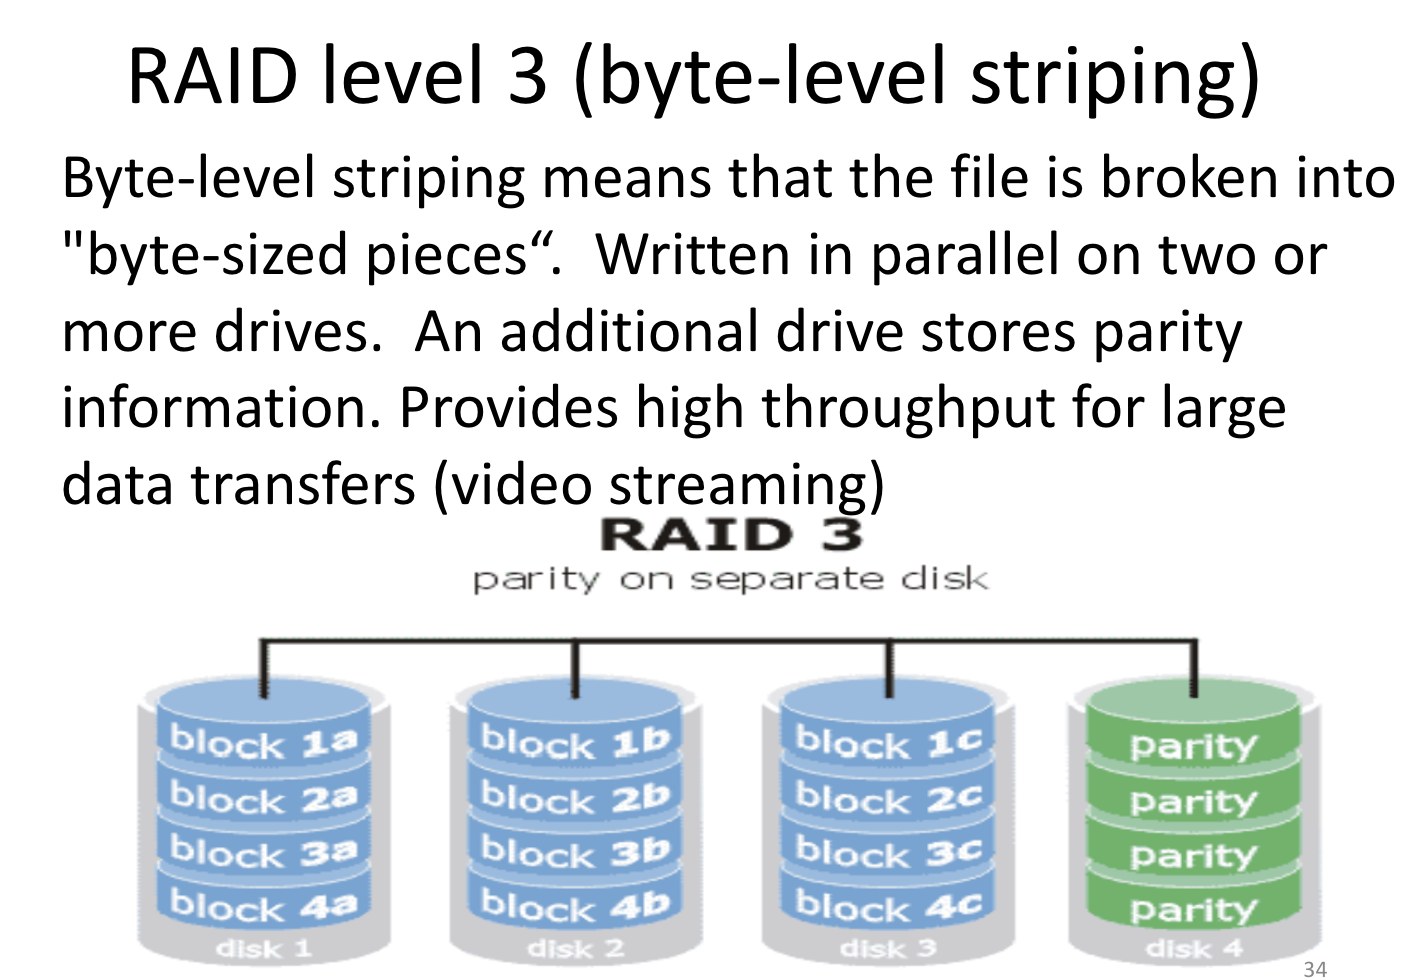 RAID level 3 (byte-level striping)
Byte-level striping means that the file is broken into
"byte-sized pieces“.  Written in parallel on two or
more drives.  An additional drive stores parity
information. Provides high throughput for large
data transfers (video streaming)
RAID 3
parity on separate disk
block 1a block 1b block 1c parity
block 2a block 2b block 2c parity
block 3a block 3b block 3c parity
block 4a block 4b block 4c parity
disk 1 disk 2 disk 3 disk 4
34